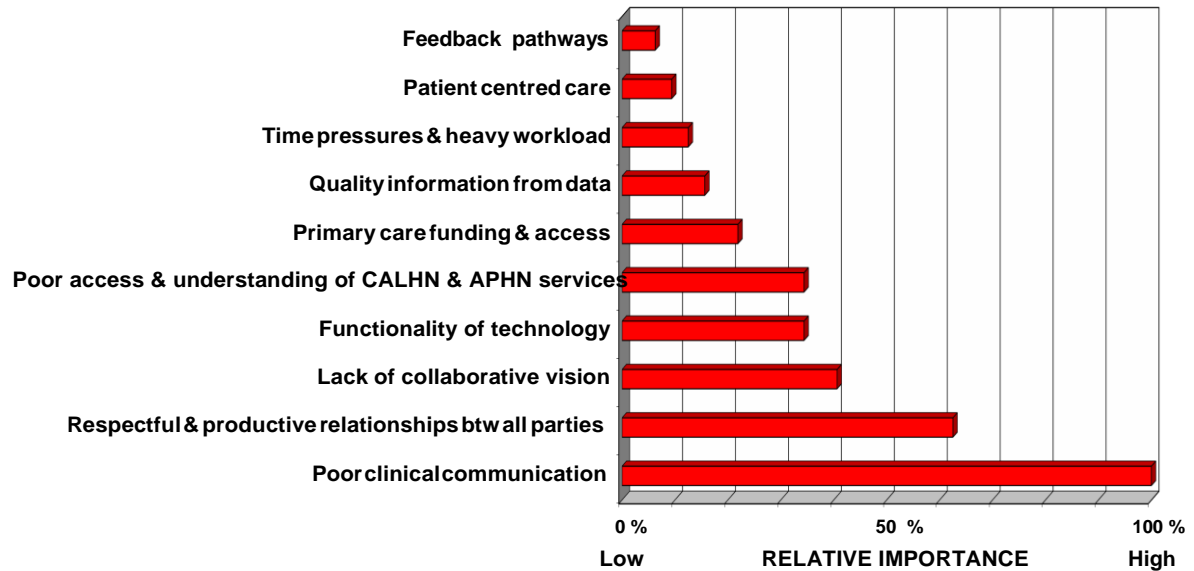 Feedback pathways
Patient centred care
Time pressures & heavy workload
Quality information from data
Primary care funding & access
Poor access & understanding of CALHN & APHN services
Functionality of technology
Lack of collaborative vision
Respectful & productive relationships btw all parties
Poor clinical communication
0 % 50 % 100 %
Low RELATIVE IMPORTANCE High